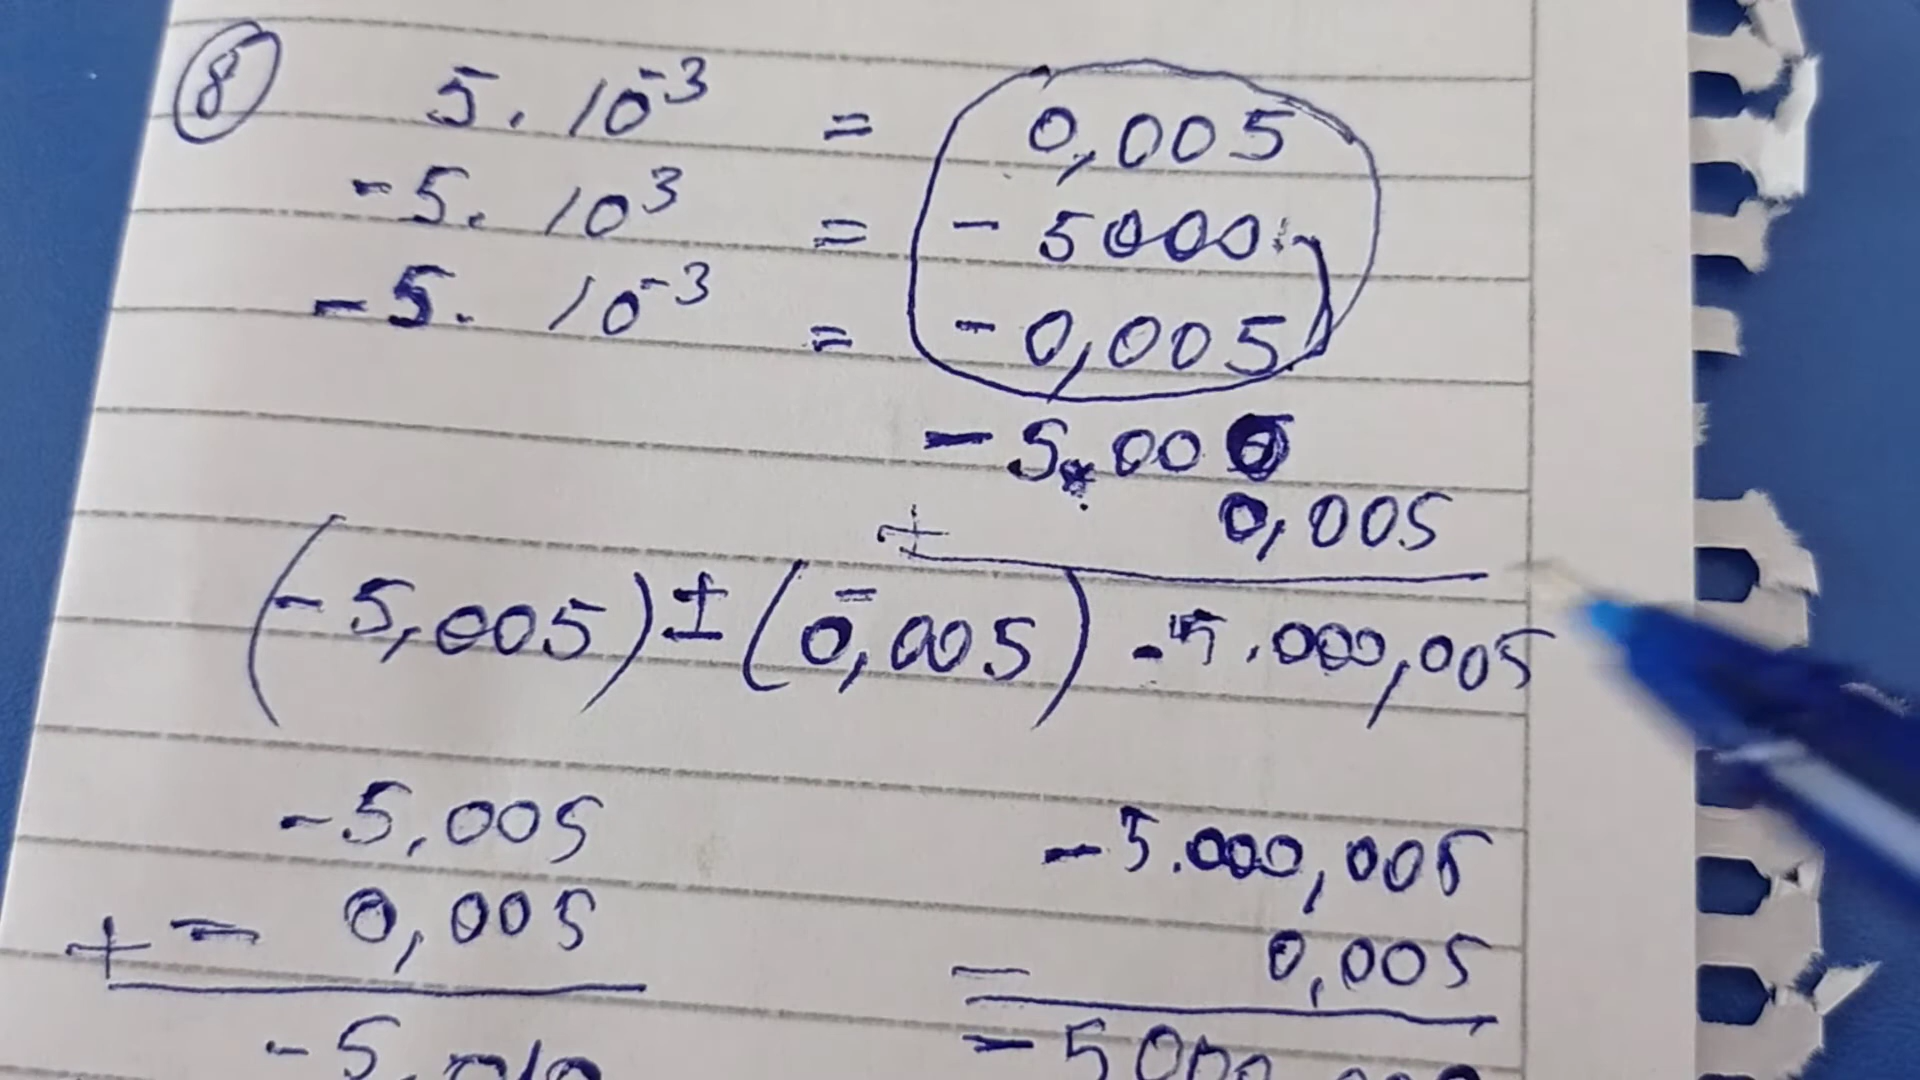 8 5. 10⁻³ = 0,005
-5. 10³ = - 5000
-5. 10⁻³ = - 0,005
- 5.000
+ 0,005
(-5,005) ± (-0,005) -5.000,005
-5,005 -5.000,005
+ - 0,005 - 0,005